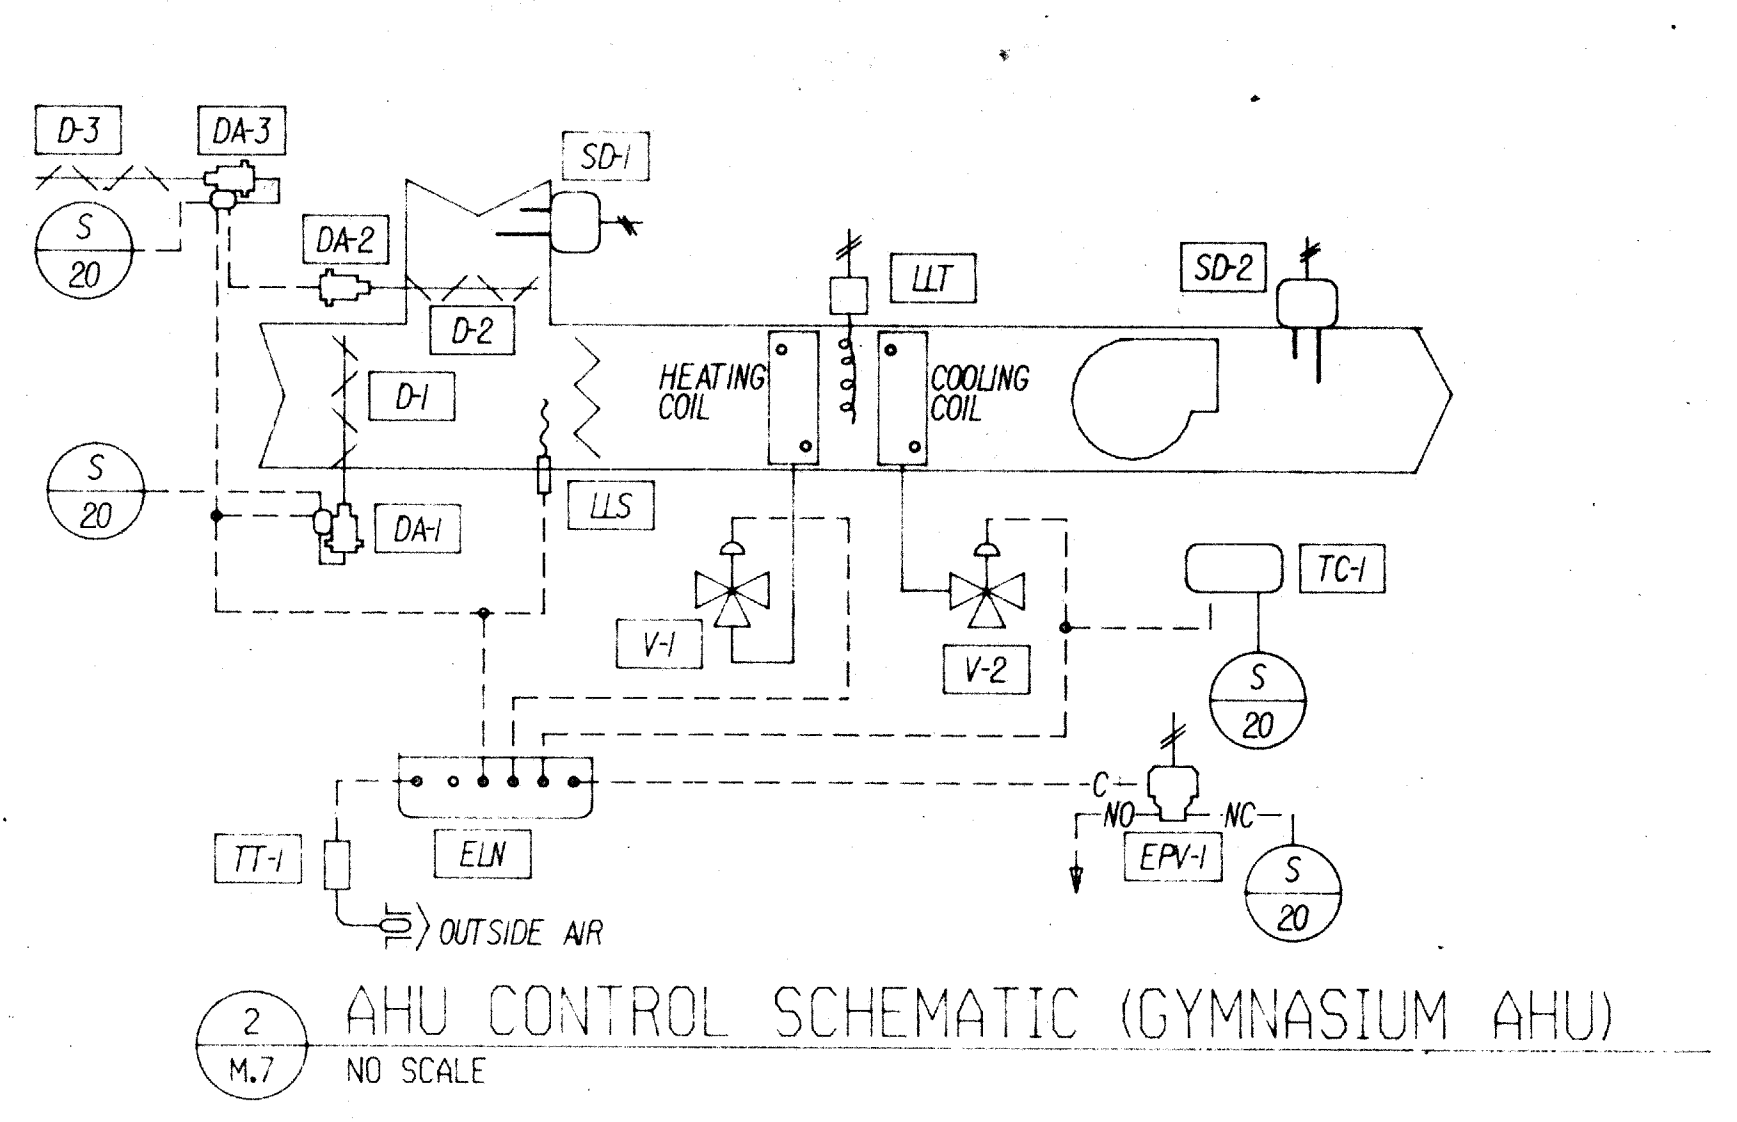 D-3
DA-3
SD-1
S
20
DA-2
D-2
LLT
SD-2
D-1
HEATING
COIL
COOLING
COIL
S
20
DA-1
LLS
TC-1
V-1
V-2
S
20
C
NO
NC
ELN
TT-1
EPV-1
S
20
OUTSIDE AIR
2
M.7
AHU CONTROL SCHEMATIC (GYMNASIUM AHU)
NO SCALE